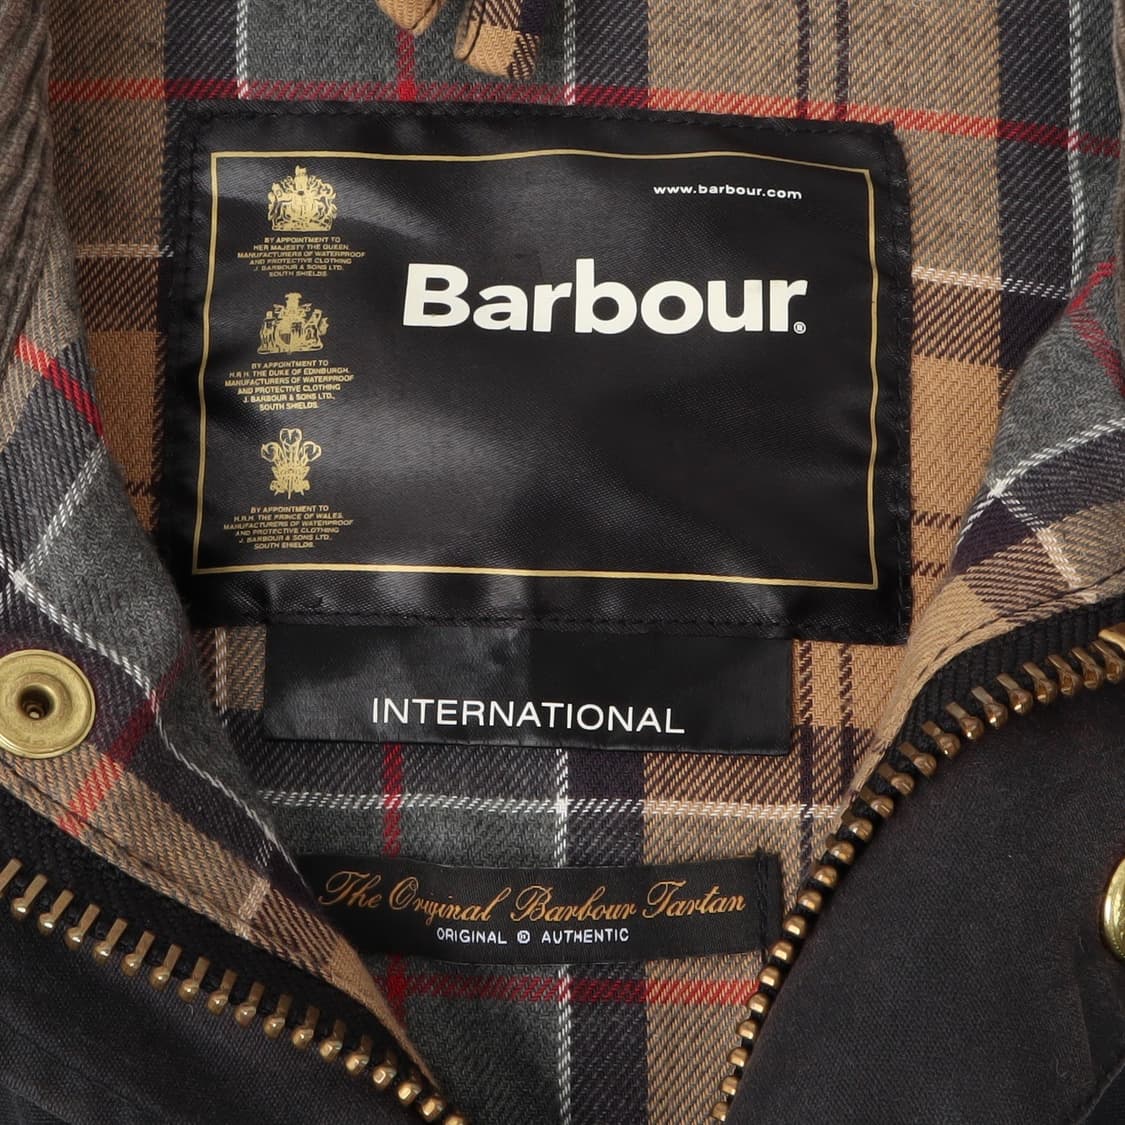 www.barbour.com
Barbour®
BY APPOINTMENT TO
HER MAJESTY THE QUEEN.
MANUFACTURERS OF WATERPROOF
AND PROTECTIVE CLOTHING
J. BARBOUR & SONS LTD.
SOUTH SHIELDS.
BY APPOINTMENT TO
H.R.H. THE DUKE OF EDINBURGH.
MANUFACTURERS OF WATERPROOF
AND PROTECTIVE CLOTHING
J. BARBOUR & SONS LTD.,
SOUTH SHIELDS.
BY APPOINTMENT TO
H.R.H. THE PRINCE OF WALES.
MANUFACTURERS OF WATERPROOF
AND PROTECTIVE CLOTHING
J. BARBOUR & SONS LTD.
SOUTH SHIELDS.
INTERNATIONAL
The Original Barbour Tartan
ORIGINAL ® AUTHENTIC